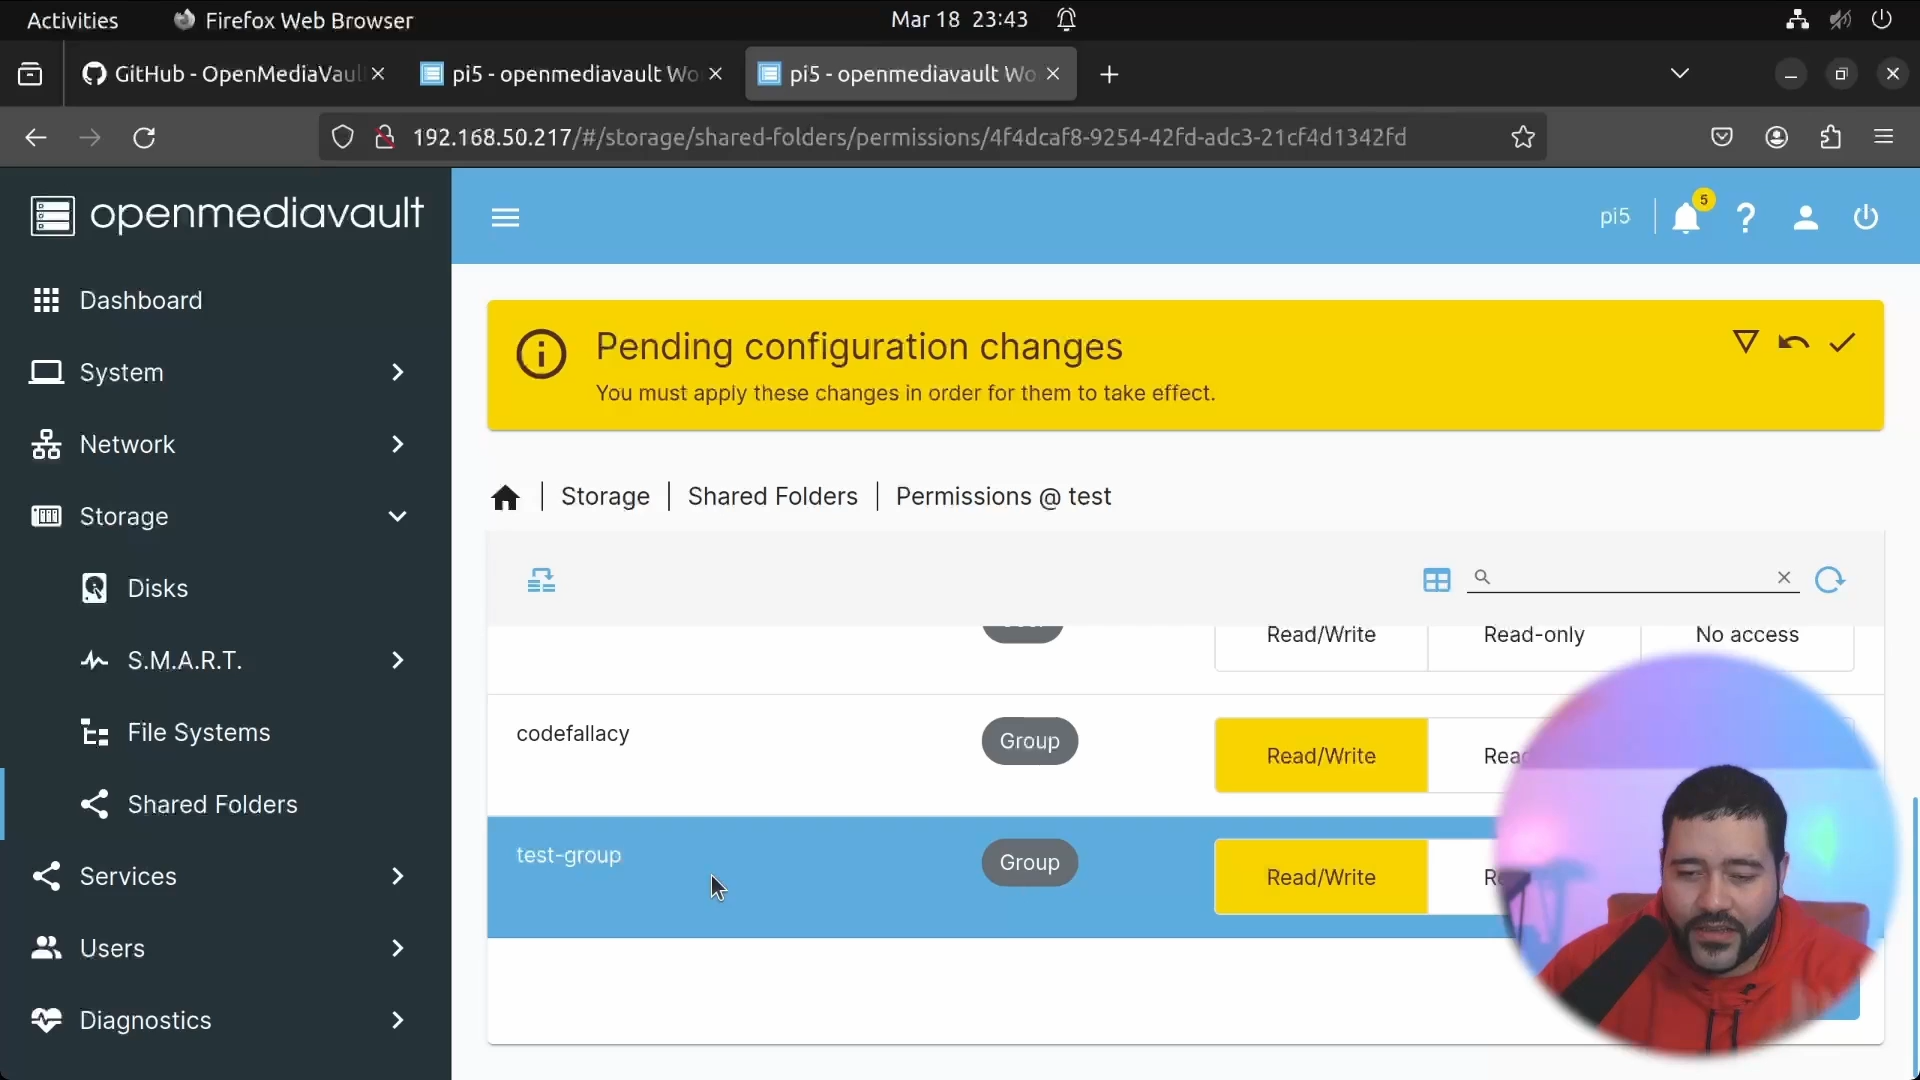 Activities
Firefox Web Browser
Mar 18 23:43
GitHub - OpenMediaVaul
pi5 - openmediavault Wo
pi5 - openmediavault Wo
192.168.50.217/#/storage/shared-folders/permissions/4f4dcaf8-9254-42fd-adc3-21cf4d1342fd
openmediavault
pi5
5
?
Dashboard
System
Network
Storage
Disks
S.M.A.R.T.
File Systems
Shared Folders
Services
Users
Diagnostics
Pending configuration changes
You must apply these changes in order for them to take effect.
Storage | Shared Folders | Permissions @ test
Read/Write Read-only No access
codefallacy Group Read/Write
test-group Group Read/Write